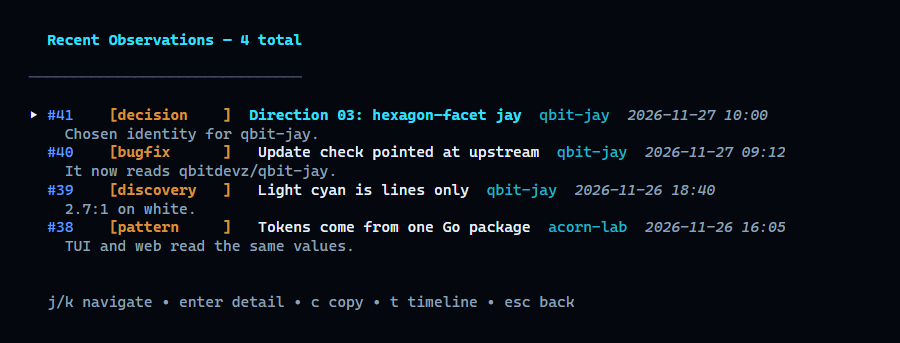 Recent Observations — 4 total
▸ #41 [decision ] Direction 03: hexagon-facet jay qbit-jay 2026-11-27 10:00
Chosen identity for qbit-jay.
#40 [bugfix ] Update check pointed at upstream qbit-jay 2026-11-27 09:12
It now reads qbitdevz/qbit-jay.
#39 [discovery ] Light cyan is lines only qbit-jay 2026-11-26 18:40
2.7:1 on white.
#38 [pattern ] Tokens come from one Go package acorn-lab 2026-11-26 16:05
TUI and web read the same values.
j/k navigate • enter detail • c copy • t timeline • esc back